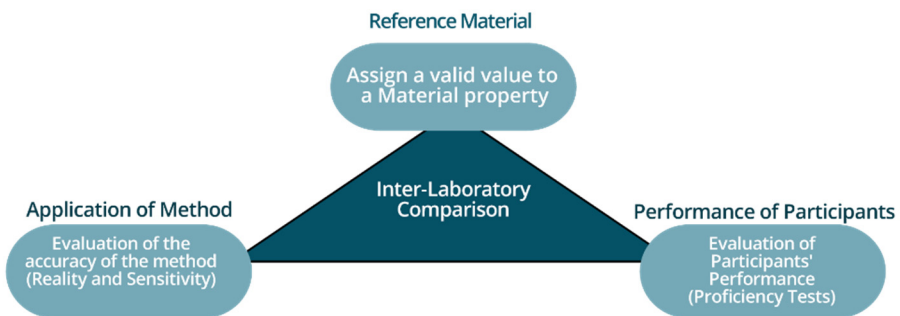 Reference Material
Assign a valid value to
a Material property
Inter-Laboratory
Comparison
Application of Method
Evaluation of the
accuracy of the method
(Reality and Sensitivity)
Performance of Participants
Evaluation of
Participants'
Performance
(Proficiency Tests)